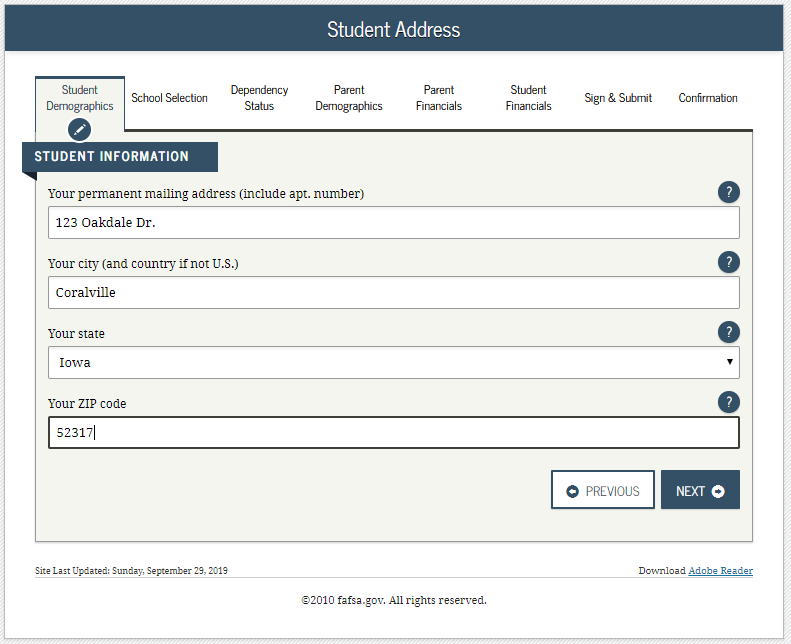 Student Address
Student Demographics
School Selection
Dependency Status
Parent Demographics
Parent Financials
Student Financials
Sign & Submit
Confirmation
STUDENT INFORMATION
Your permanent mailing address (include apt. number)
?
123 Oakdale Dr.
Your city (and country if not U.S.)
?
Coralville
Your state
?
Iowa
Your ZIP code
?
52317
PREVIOUS
NEXT
Site Last Updated: Sunday, September 29, 2019
Download Adobe Reader
©2010 fafsa.gov. All rights reserved.